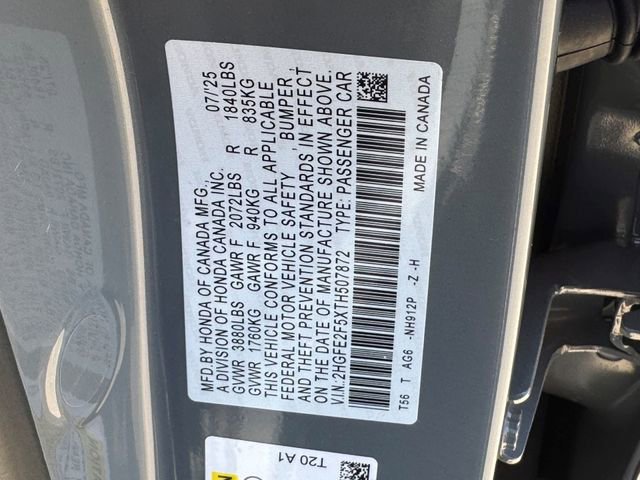 MFD.BY HONDA OF CANADA MFG., 07/'25
A DIVISION OF HONDA CANADA INC.
GVWR 3880LBS GAWR F 2072LBS R 1840LBS
GVWR 1760KG GAWR F 940KG R 835KG
THIS VEHICLE CONFORMS TO ALL APPLICABLE
FEDERAL MOTOR VEHICLE SAFETY, BUMPER,
AND THEFT PREVENTION STANDARDS IN EFFECT
ON THE DATE OF MANUFACTURE SHOWN ABOVE.
V.I.N.:2HGFE2F5XTH507872 TYPE: PASSENGER CAR
T56 T AG6 -NH912P -Z -H
MADE IN CANADA
T20 A1